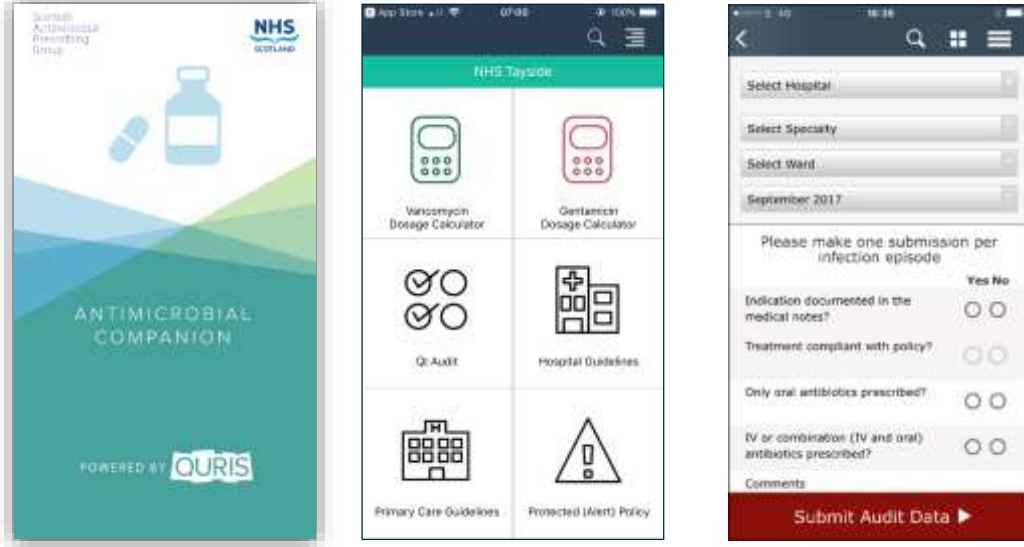 Scottish
Antimicrobial
Prescribing
Group
NHS
SCOTLAND
ANTIMICROBIAL
COMPANION
POWERED BY QURIS
App Store 07:00 100%
NHS Tayside
Vancomycin
Dosage Calculator
Gentamicin
Dosage Calculator
QI Audit
Hospital Guidelines
Primary Care Guidelines
Protected (Alert) Policy
4G 16:38
Select Hospital
Select Specialty
Select Ward
September 2017
Please make one submission per
infection episode
Yes No
Indication documented in the
medical notes?
Treatment compliant with policy?
Only oral antibiotics prescribed?
IV or combination (IV and oral)
antibiotics prescribed?
Comments
Submit Audit Data